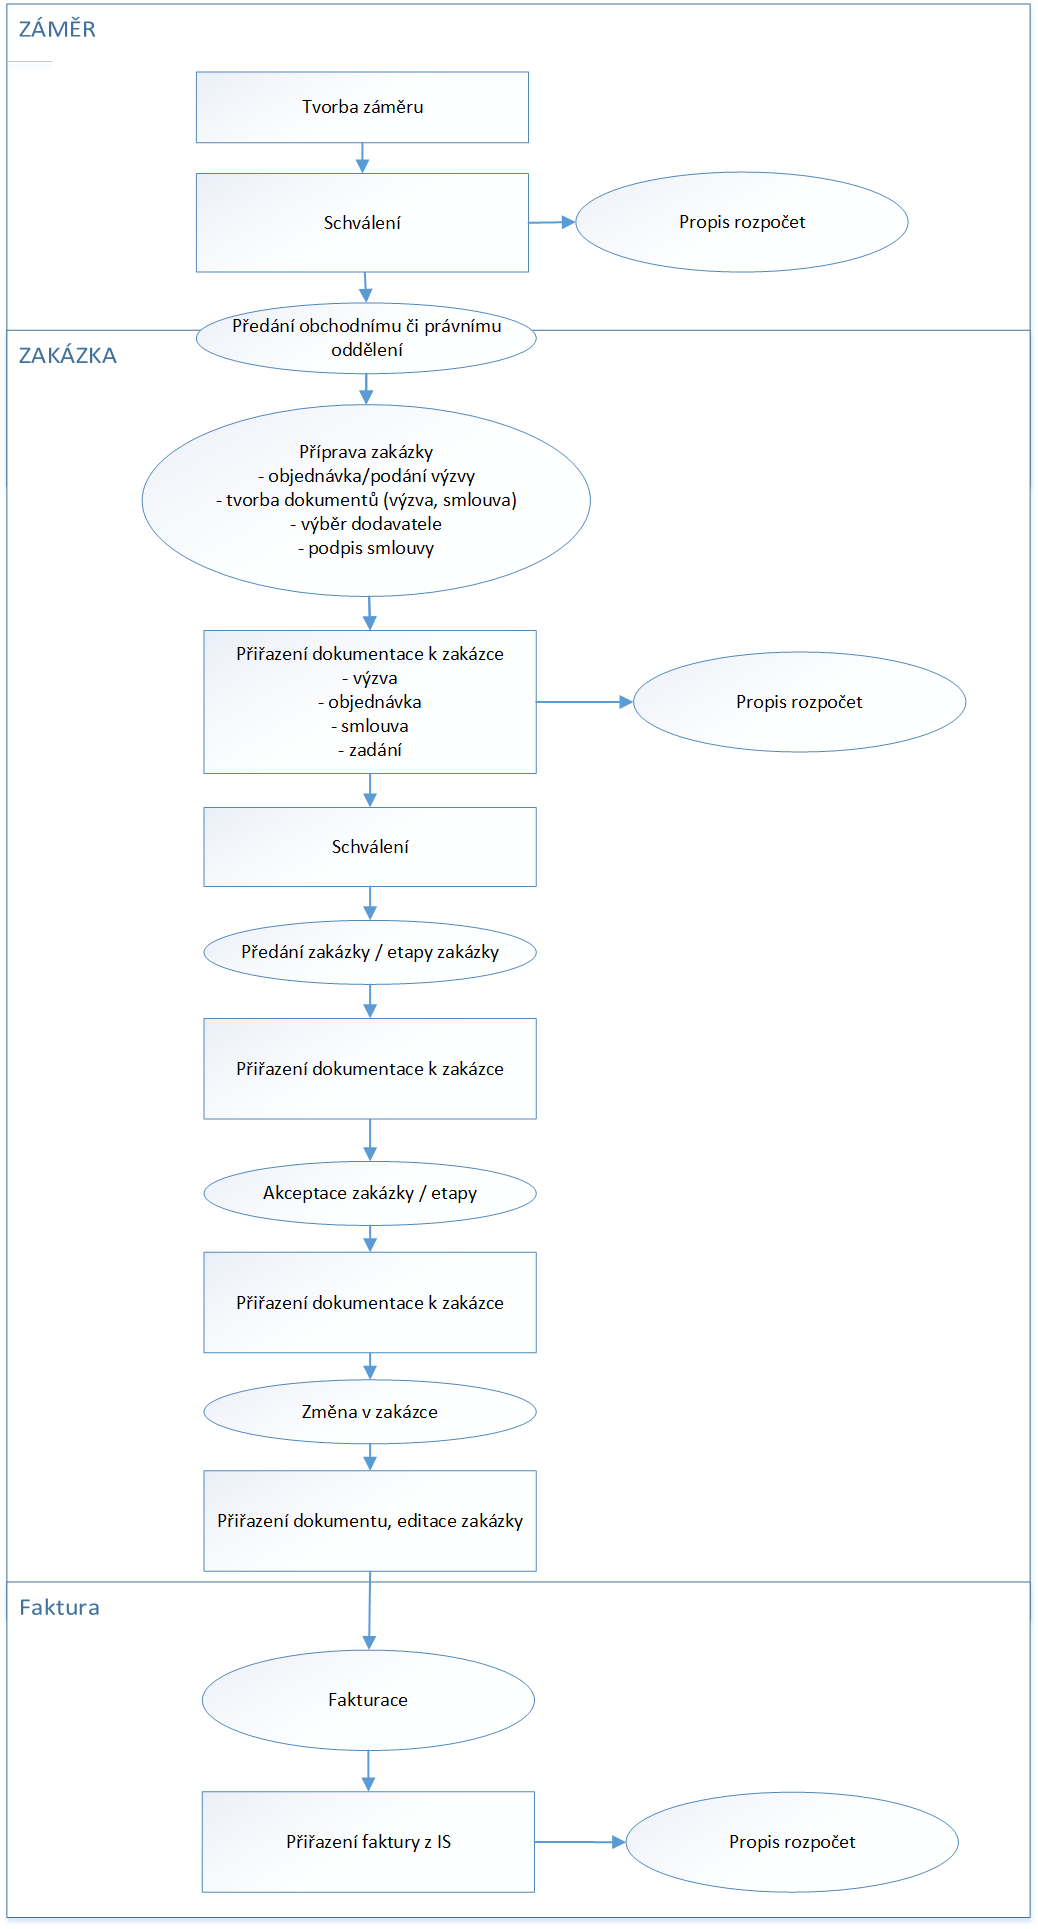 ZÁMĚR
Tvorba záměru
Schválení
Propis rozpočet
Předání obchodnímu či právnímu
oddělení
ZAKÁZKA
Příprava zakázky
- objednávka/podání výzvy
- tvorba dokumentů (výzva, smlouva)
- výběr dodavatele
- podpis smlouvy
Přiřazení dokumentace k zakázce
- výzva
- objednávka
- smlouva
- zadání
Propis rozpočet
Schválení
Předání zakázky / etapy zakázky
Přiřazení dokumentace k zakázce
Akceptace zakázky / etapy
Přiřazení dokumentace k zakázce
Změna v zakázce
Přiřazení dokumentu, editace zakázky
Faktura
Fakturace
Přiřazení faktury z IS
Propis rozpočet